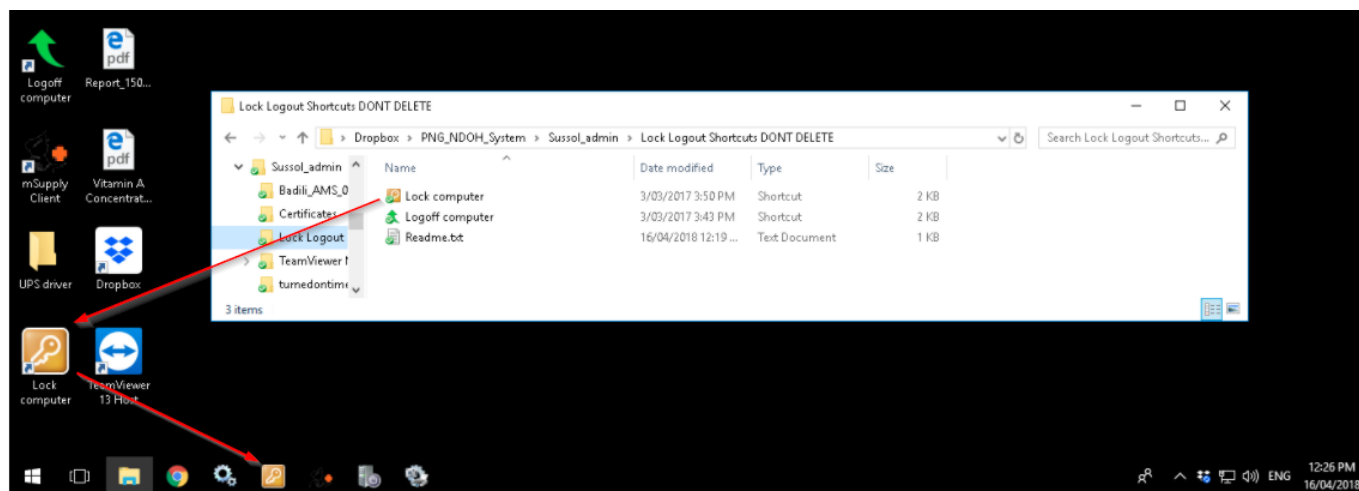 Logoff
computer
pdf
Report_150...
mSupply
Client
pdf
Vitamin A
Concentrat...
UPS driver
Dropbox
Lock
computer
TeamViewer
13 Host
Lock Logout Shortcuts DONT DELETE
Dropbox > PNG_NDOH_System > Sussol_admin > Lock Logout Shortcuts DONT DELETE
Search Lock Logout Shortcuts...
Sussol_admin
Badili_AMS_0
Certificates
Lock Logout
TeamViewer
turnedontime
Name Date modified Type Size
Lock computer 3/03/2017 3:50 PM Shortcut 2 KB
Logoff computer 3/03/2017 3:43 PM Shortcut 2 KB
Readme.txt 16/04/2018 12:19 ... Text Document 1 KB
3 items
ENG
12:26 PM
16/04/2018